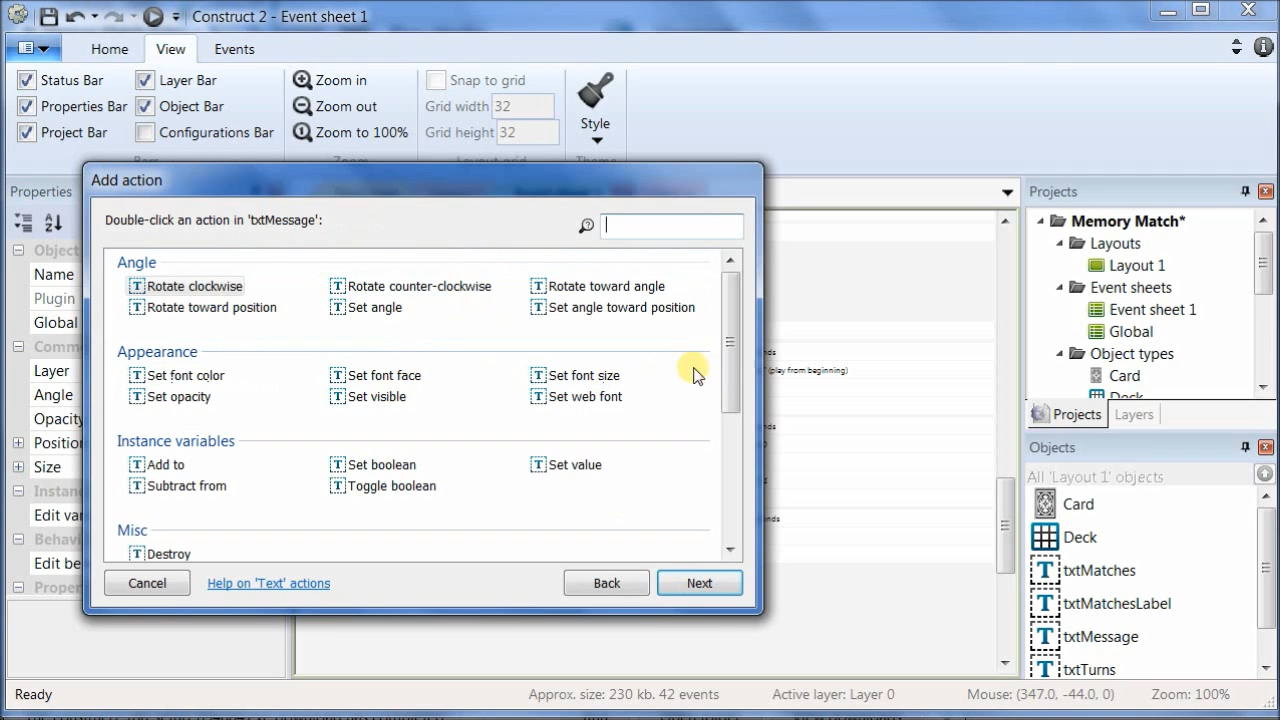 Construct 2 - Event sheet 1
Home View Events
Status Bar Layer Bar Zoom in Snap to grid
Properties Bar Object Bar Zoom out Grid width 32
Project Bar Configurations Bar Zoom to 100% Grid height 32 Style
Add action
Properties
Projects
Double-click an action in 'txtMessage':
Memory Match*
Angle
Layouts
Rotate clockwise Rotate counter-clockwise Rotate toward angle
Layout 1
Name
Event sheets
Rotate toward position Set angle Set angle toward position
Event sheet 1
Plugin
Global
Global
Appearance
Object types
Layer
Set font color Set font face Set font size
(play from beginning)
Card
Angle
Set opacity Set visible Set web font
Projects Layers
Position
Instance variables
Objects
Add to Set boolean Set value
All 'Layout 1' objects
Size
Subtract from Toggle boolean
Card
Edit var
Misc
Deck
Destroy
Edit be
txtMatches
Cancel Help on 'Text' actions Back Next
txtMatchesLabel
txtMessage
txtTurns
Ready Approx. size: 230 kb. 42 events Active layer: Layer 0 Mouse: (347.0, -44.0, 0) Zoom: 100%